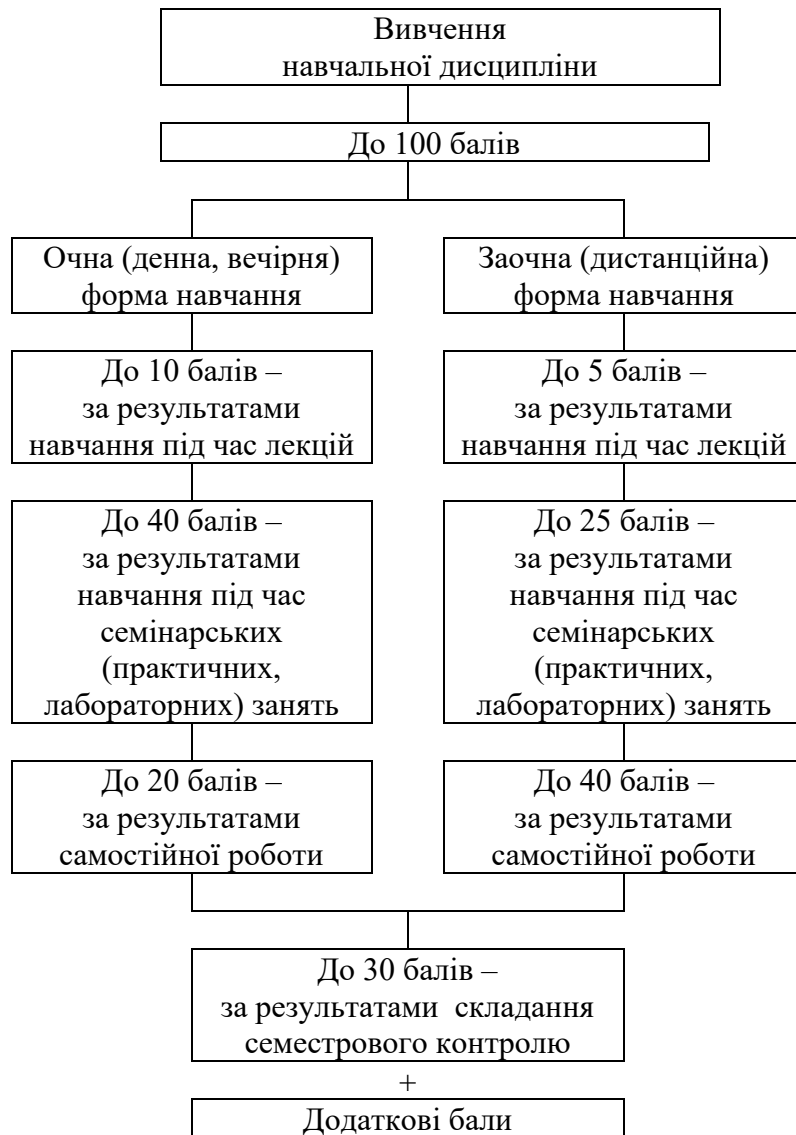 Вивчення
навчальної дисципліни
До 100 балів
Очна (денна, вечірня)
форма навчання
Заочна (дистанційна)
форма навчання
До 10 балів –
за результатами
навчання під час лекцій
До 5 балів –
за результатами
навчання під час лекцій
До 40 балів –
за результатами
навчання під час
семінарських
(практичних,
лабораторних) занять
До 25 балів –
за результатами
навчання під час
семінарських
(практичних,
лабораторних) занять
До 20 балів –
за результатами
самостійної роботи
До 40 балів –
за результатами
самостійної роботи
До 30 балів –
за результатами складання
семестрового контролю
+
Додаткові бали